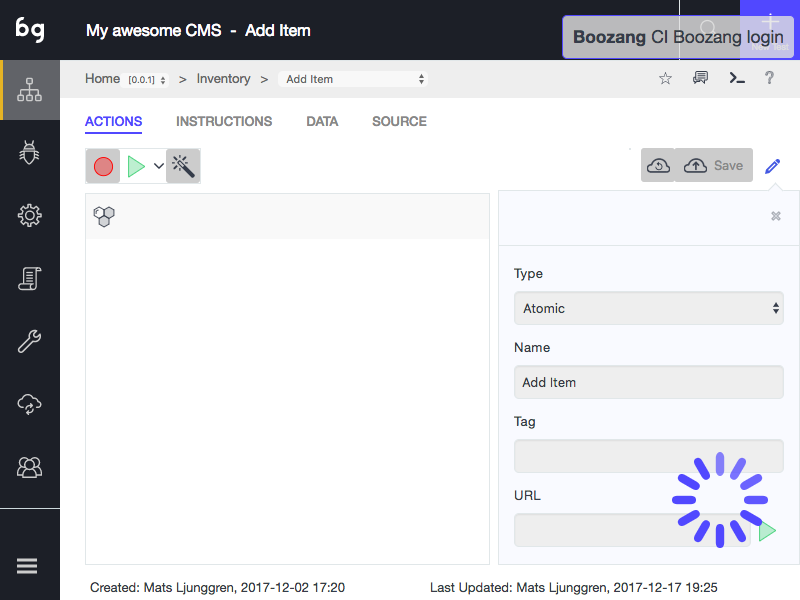 bg
My awesome CMS - Add Item
Boozang CI Boozang login
Home [0.0.1] > Inventory > Add Item
?
ACTIONS INSTRUCTIONS DATA SOURCE
Save
Type
Atomic
Name
Add Item
Tag
URL
Created: Mats Ljunggren, 2017-12-02 17:20
Last Updated: Mats Ljunggren, 2017-12-17 19:25